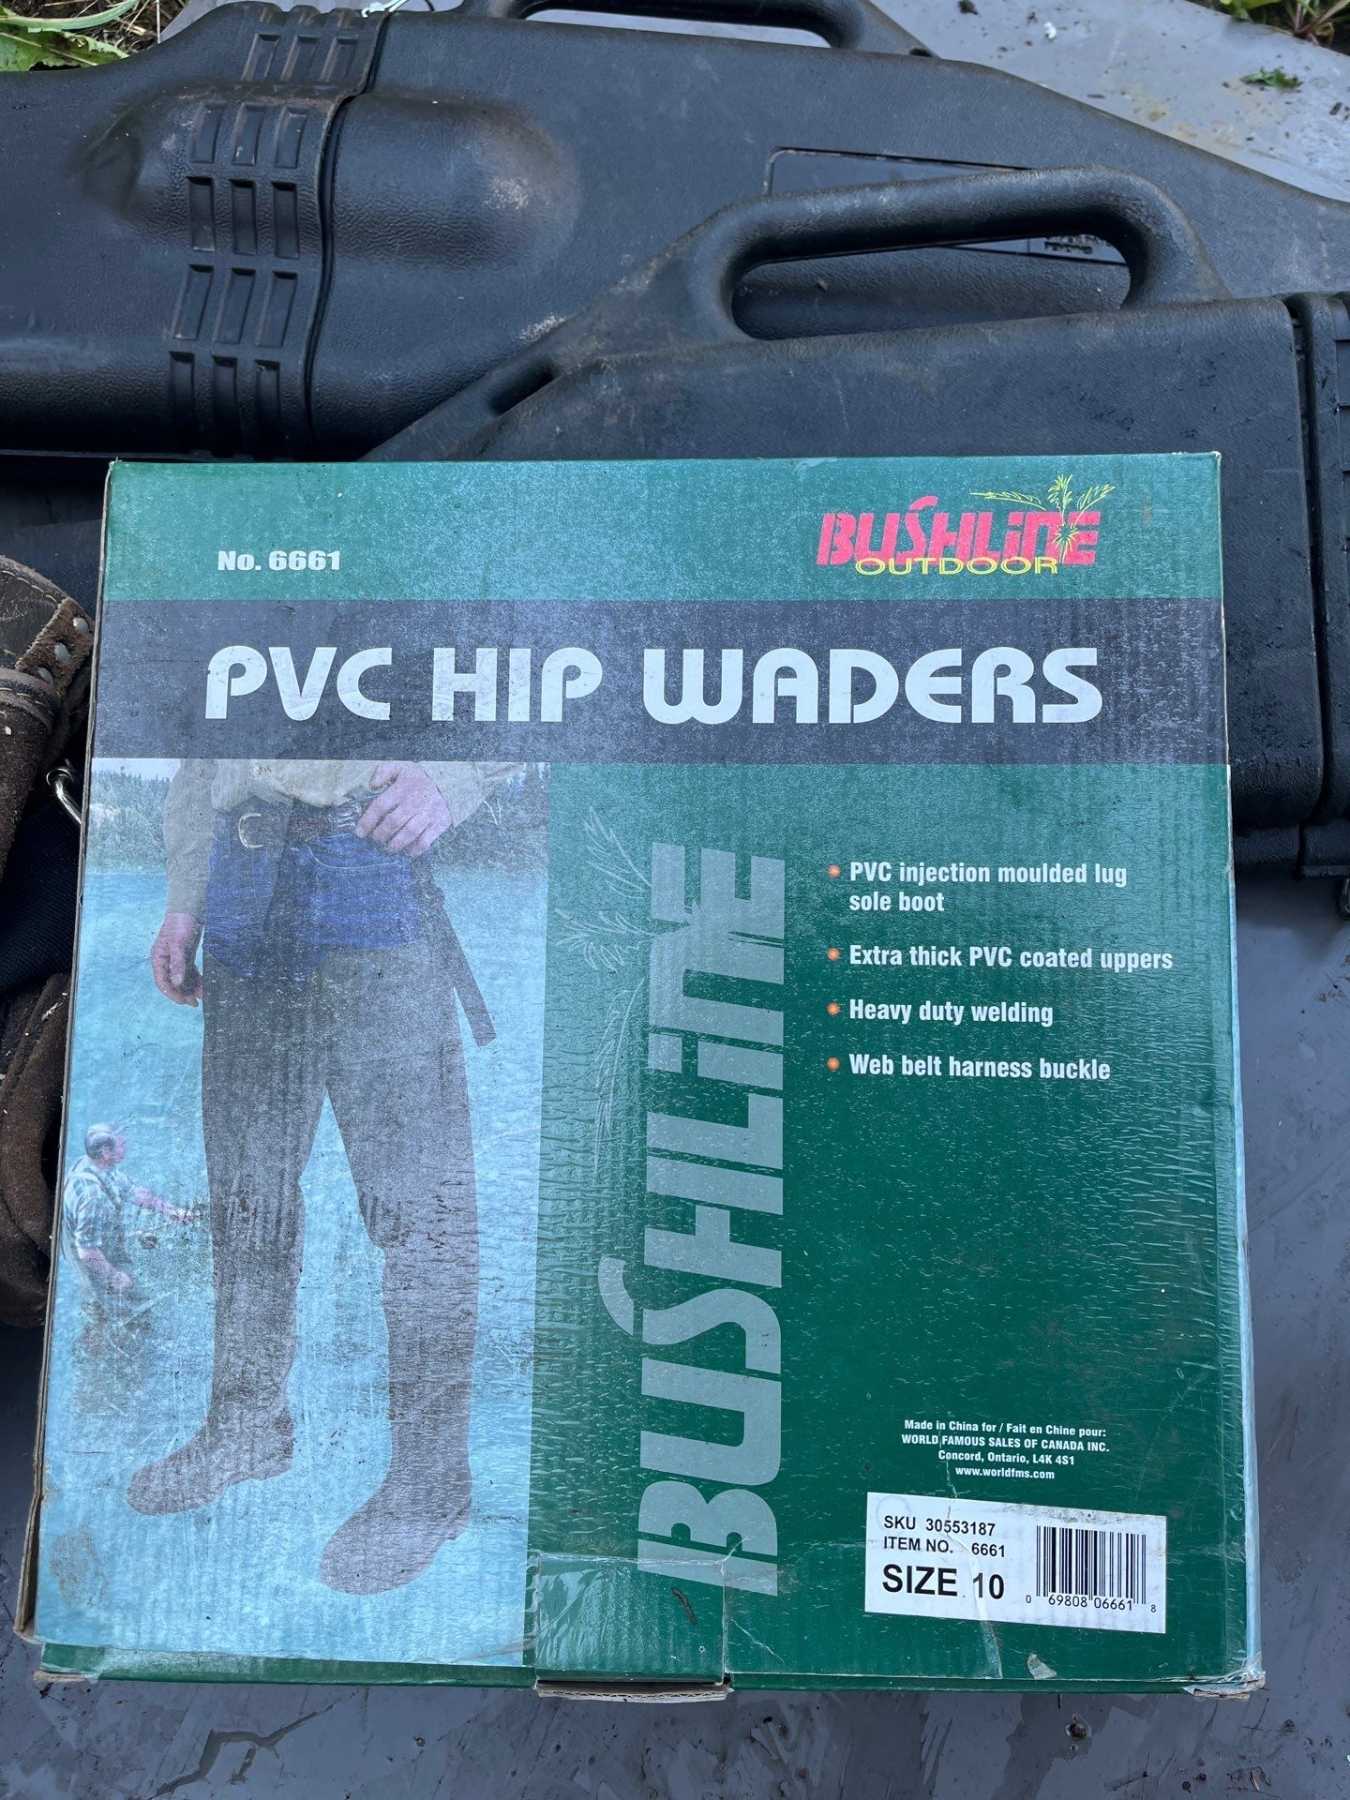 No. 6661
BUSHLINE
OUTDOOR
PVC HIP WADERS
BUSHLINE
PVC injection moulded lug
sole boot
Extra thick PVC coated uppers
Heavy duty welding
Web belt harness buckle
Made in China for / Fait en Chine pour:
WORLD FAMOUS SALES OF CANADA INC.
Concord, Ontario, L4K 4S1
www.worldfms.com
SKU 30553187
ITEM NO. 6661
SIZE 10
0 69808 06661 8